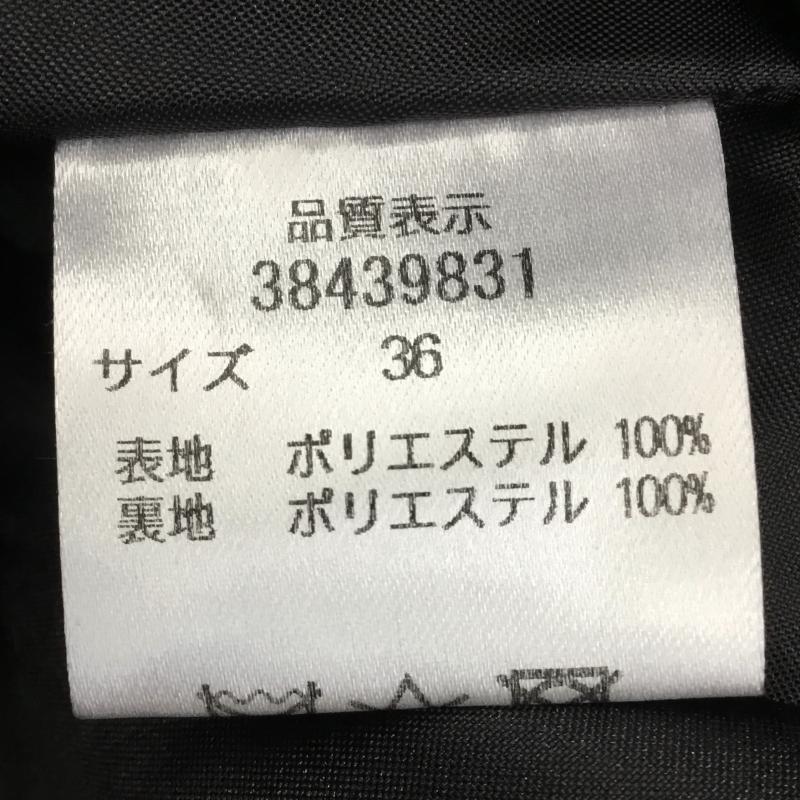 品質表示
38439831
サイズ 36
表地 ポリエステル 100%
裏地 ポリエステル 100%